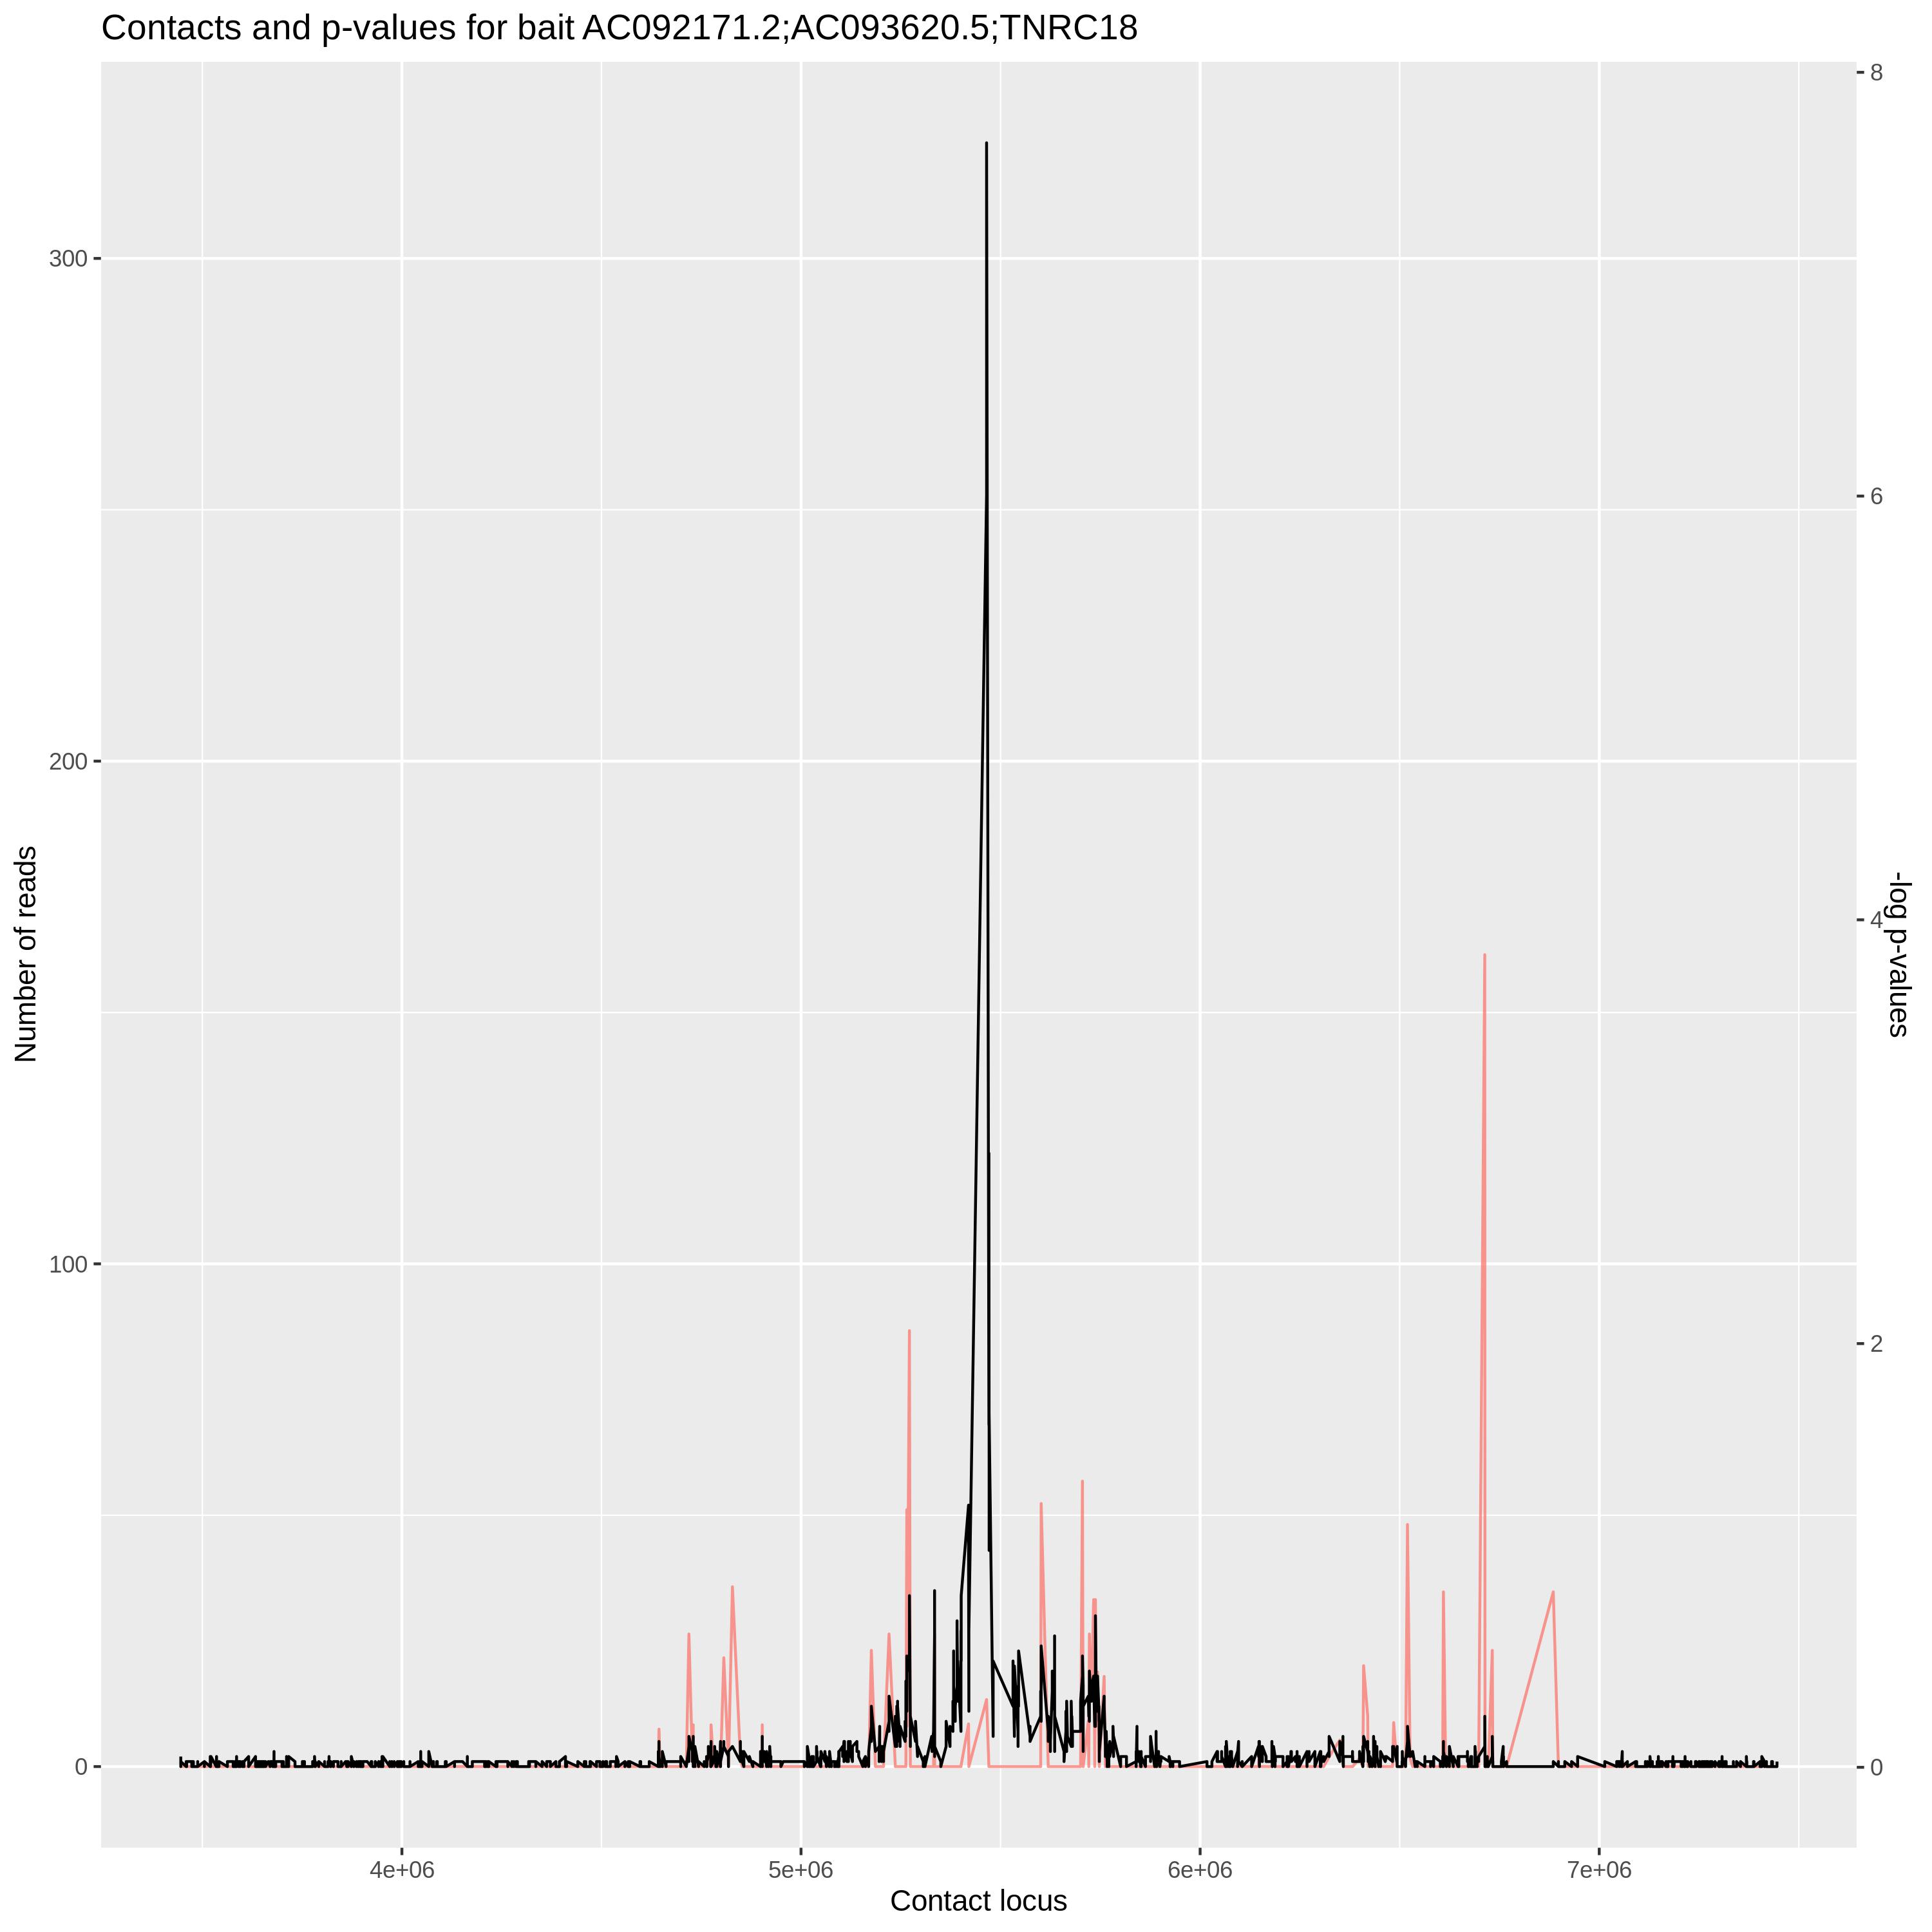 Contacts and p-values for bait AC092171.2;AC093620.5;TNRC18
8
300
6
200
Number of reads
4
-log p-values
100
2
0
0
4e+06
5e+06
6e+06
7e+06
Contact locus